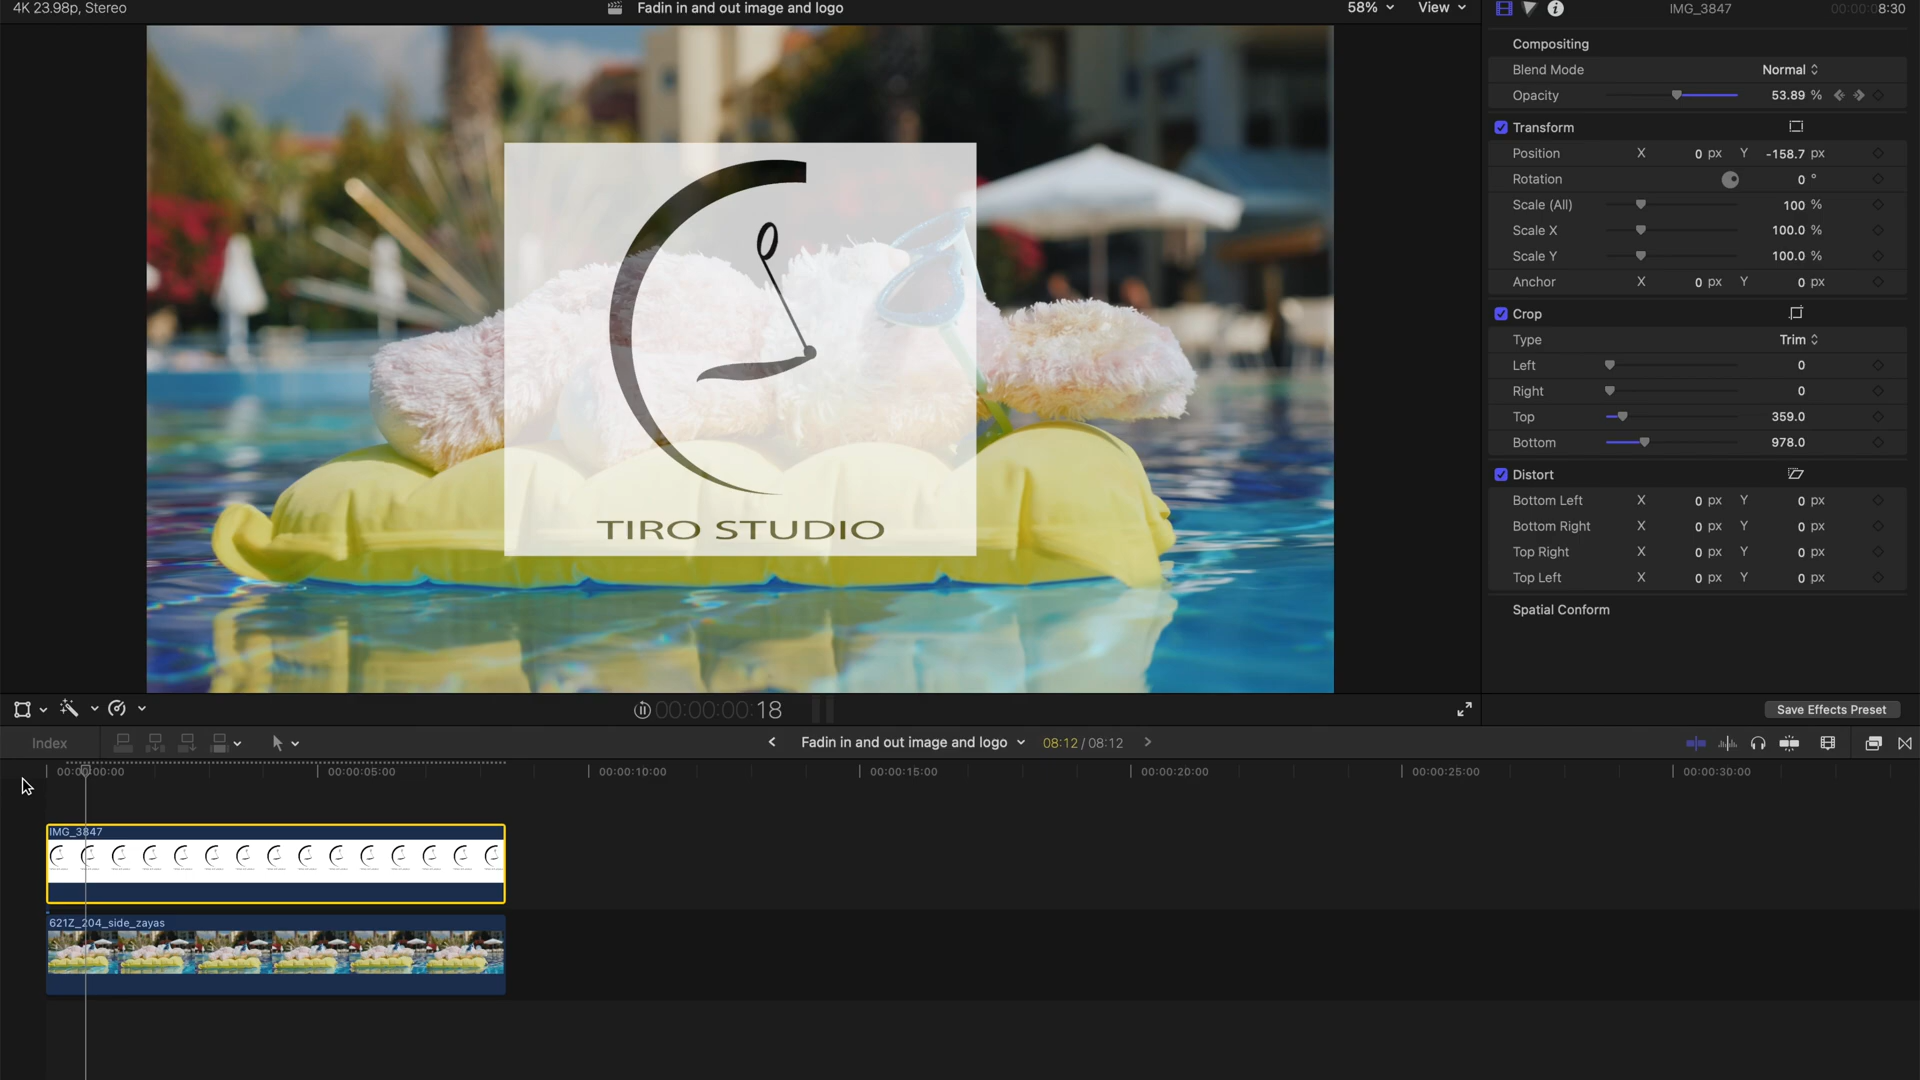 4K 23.98p, Stereo
Fadin in and out image and logo
58%
View
IMG_3847
00:00:08:30
Compositing
Blend Mode
Normal
Opacity
53.89 %
Transform
Position X 0 px Y -158.7 px
Rotation 0 °
Scale (All) 100 %
Scale X 100.0 %
Scale Y 100.0 %
Anchor X 0 px Y 0 px
Crop
Type Trim
Left 0
Right 0
Top 359.0
Bottom 978.0
Distort
Bottom Left X 0 px Y 0 px
Bottom Right X 0 px Y 0 px
Top Right X 0 px Y 0 px
Top Left X 0 px Y 0 px
Spatial Conform
TIRO STUDIO
00:00:00:18
Save Effects Preset
Index
Fadin in and out image and logo
08:12 / 08:12
00:00:00:00
00:00:05:00
00:00:10:00
00:00:15:00
00:00:20:00
00:00:25:00
00:00:30:00
IMG_3847
621Z_204_side_zayas